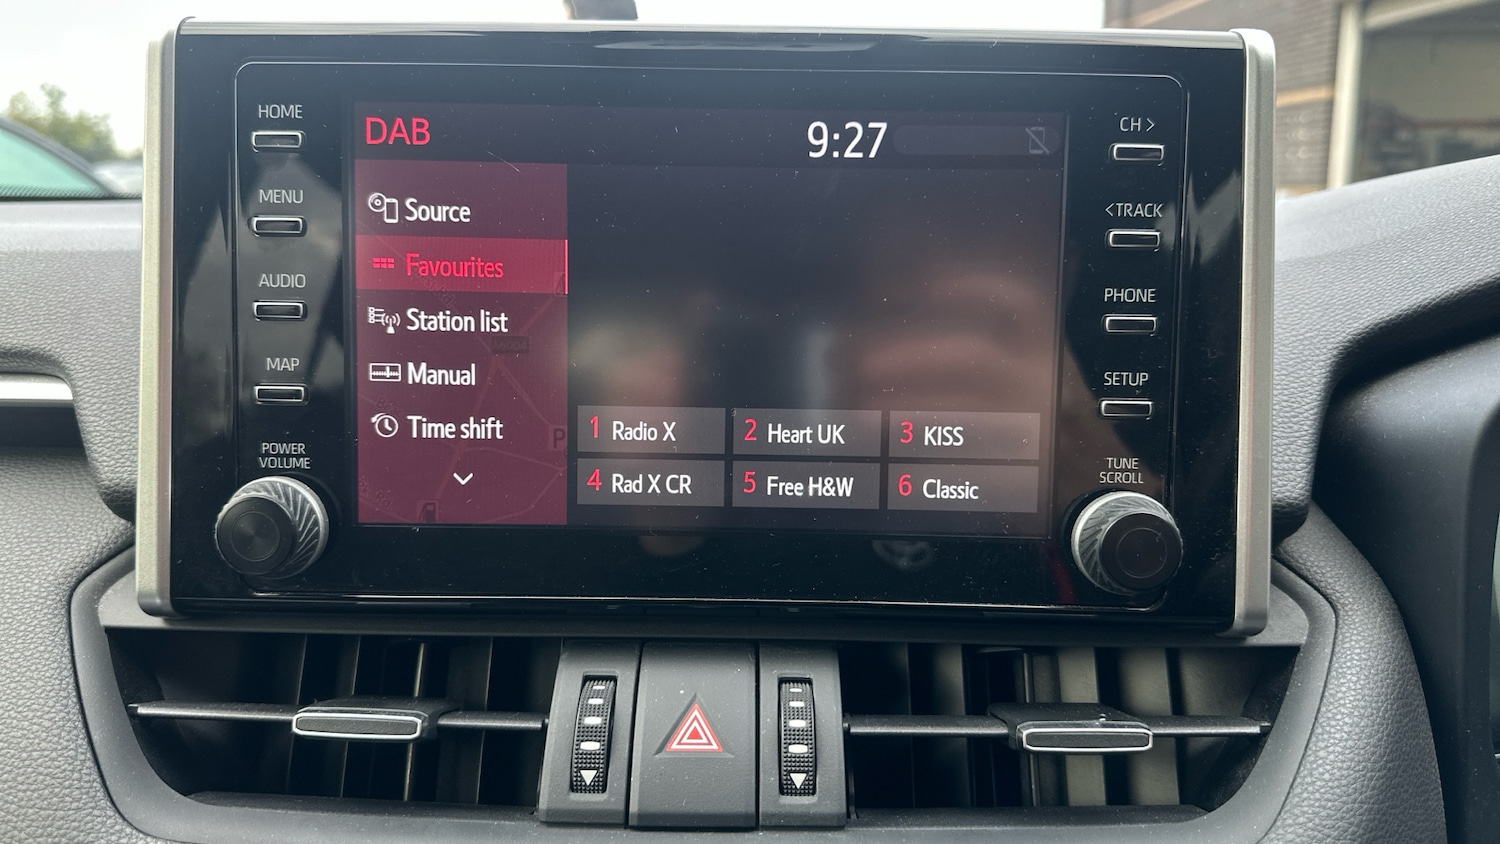 HOME
MENU
AUDIO
MAP
POWER
VOLUME
DAB
9:27
Source
Favourites
Station list
Manual
Time shift
1 Radio X
2 Heart UK
3 KISS
4 Rad X CR
5 Free H&W
6 Classic
CH >
<TRACK
PHONE
SETUP
TUNE
SCROLL